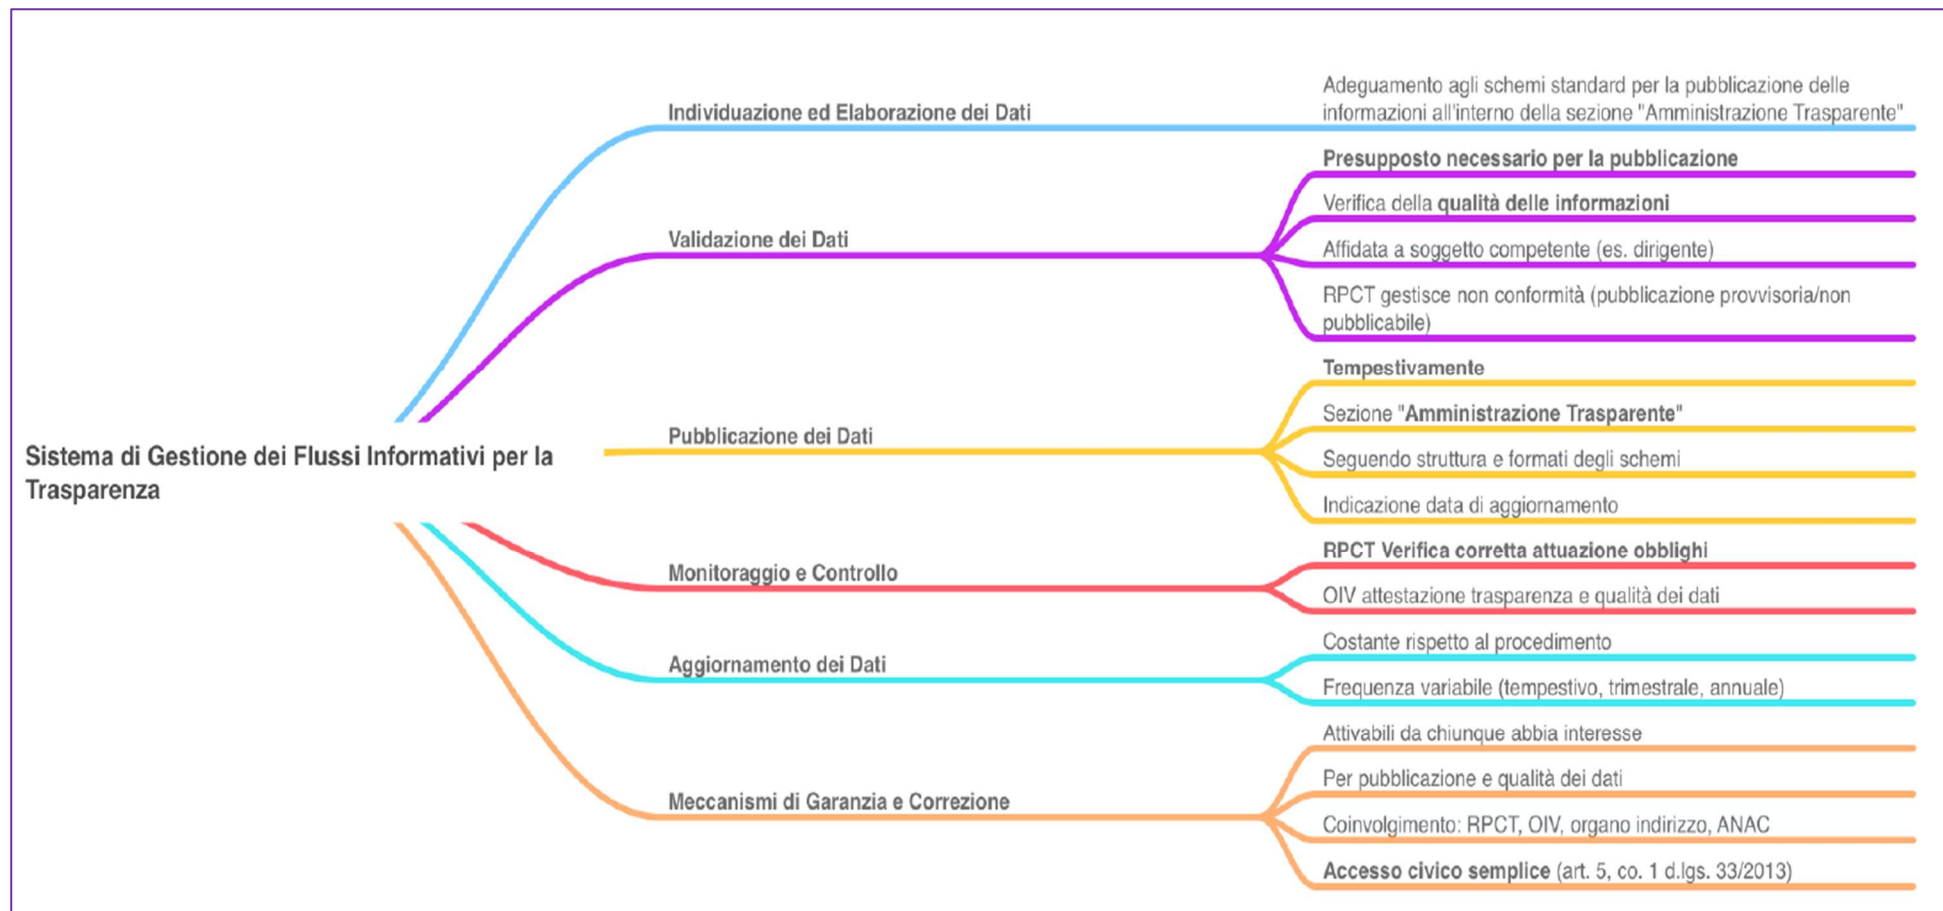 Sistema di Gestione dei Flussi Informativi per la
Trasparenza
Individuazione ed Elaborazione dei Dati
Adeguamento agli schemi standard per la pubblicazione delle
informazioni all'interno della sezione "Amministrazione Trasparente"
Validazione dei Dati
Presupposto necessario per la pubblicazione
Verifica della qualità delle informazioni
Affidata a soggetto competente (es. dirigente)
RPCT gestisce non conformità (pubblicazione provvisoria/non
pubblicabile)
Pubblicazione dei Dati
Tempestivamente
Sezione "Amministrazione Trasparente"
Seguendo struttura e formati degli schemi
Indicazione data di aggiornamento
Monitoraggio e Controllo
RPCT Verifica corretta attuazione obblighi
OIV attestazione trasparenza e qualità dei dati
Aggiornamento dei Dati
Costante rispetto al procedimento
Frequenza variabile (tempestivo, trimestrale, annuale)
Meccanismi di Garanzia e Correzione
Attivabili da chiunque abbia interesse
Per pubblicazione e qualità dei dati
Coinvolgimento: RPCT, OIV, organo indirizzo, ANAC
Accesso civico semplice (art. 5, co. 1 d.lgs. 33/2013)